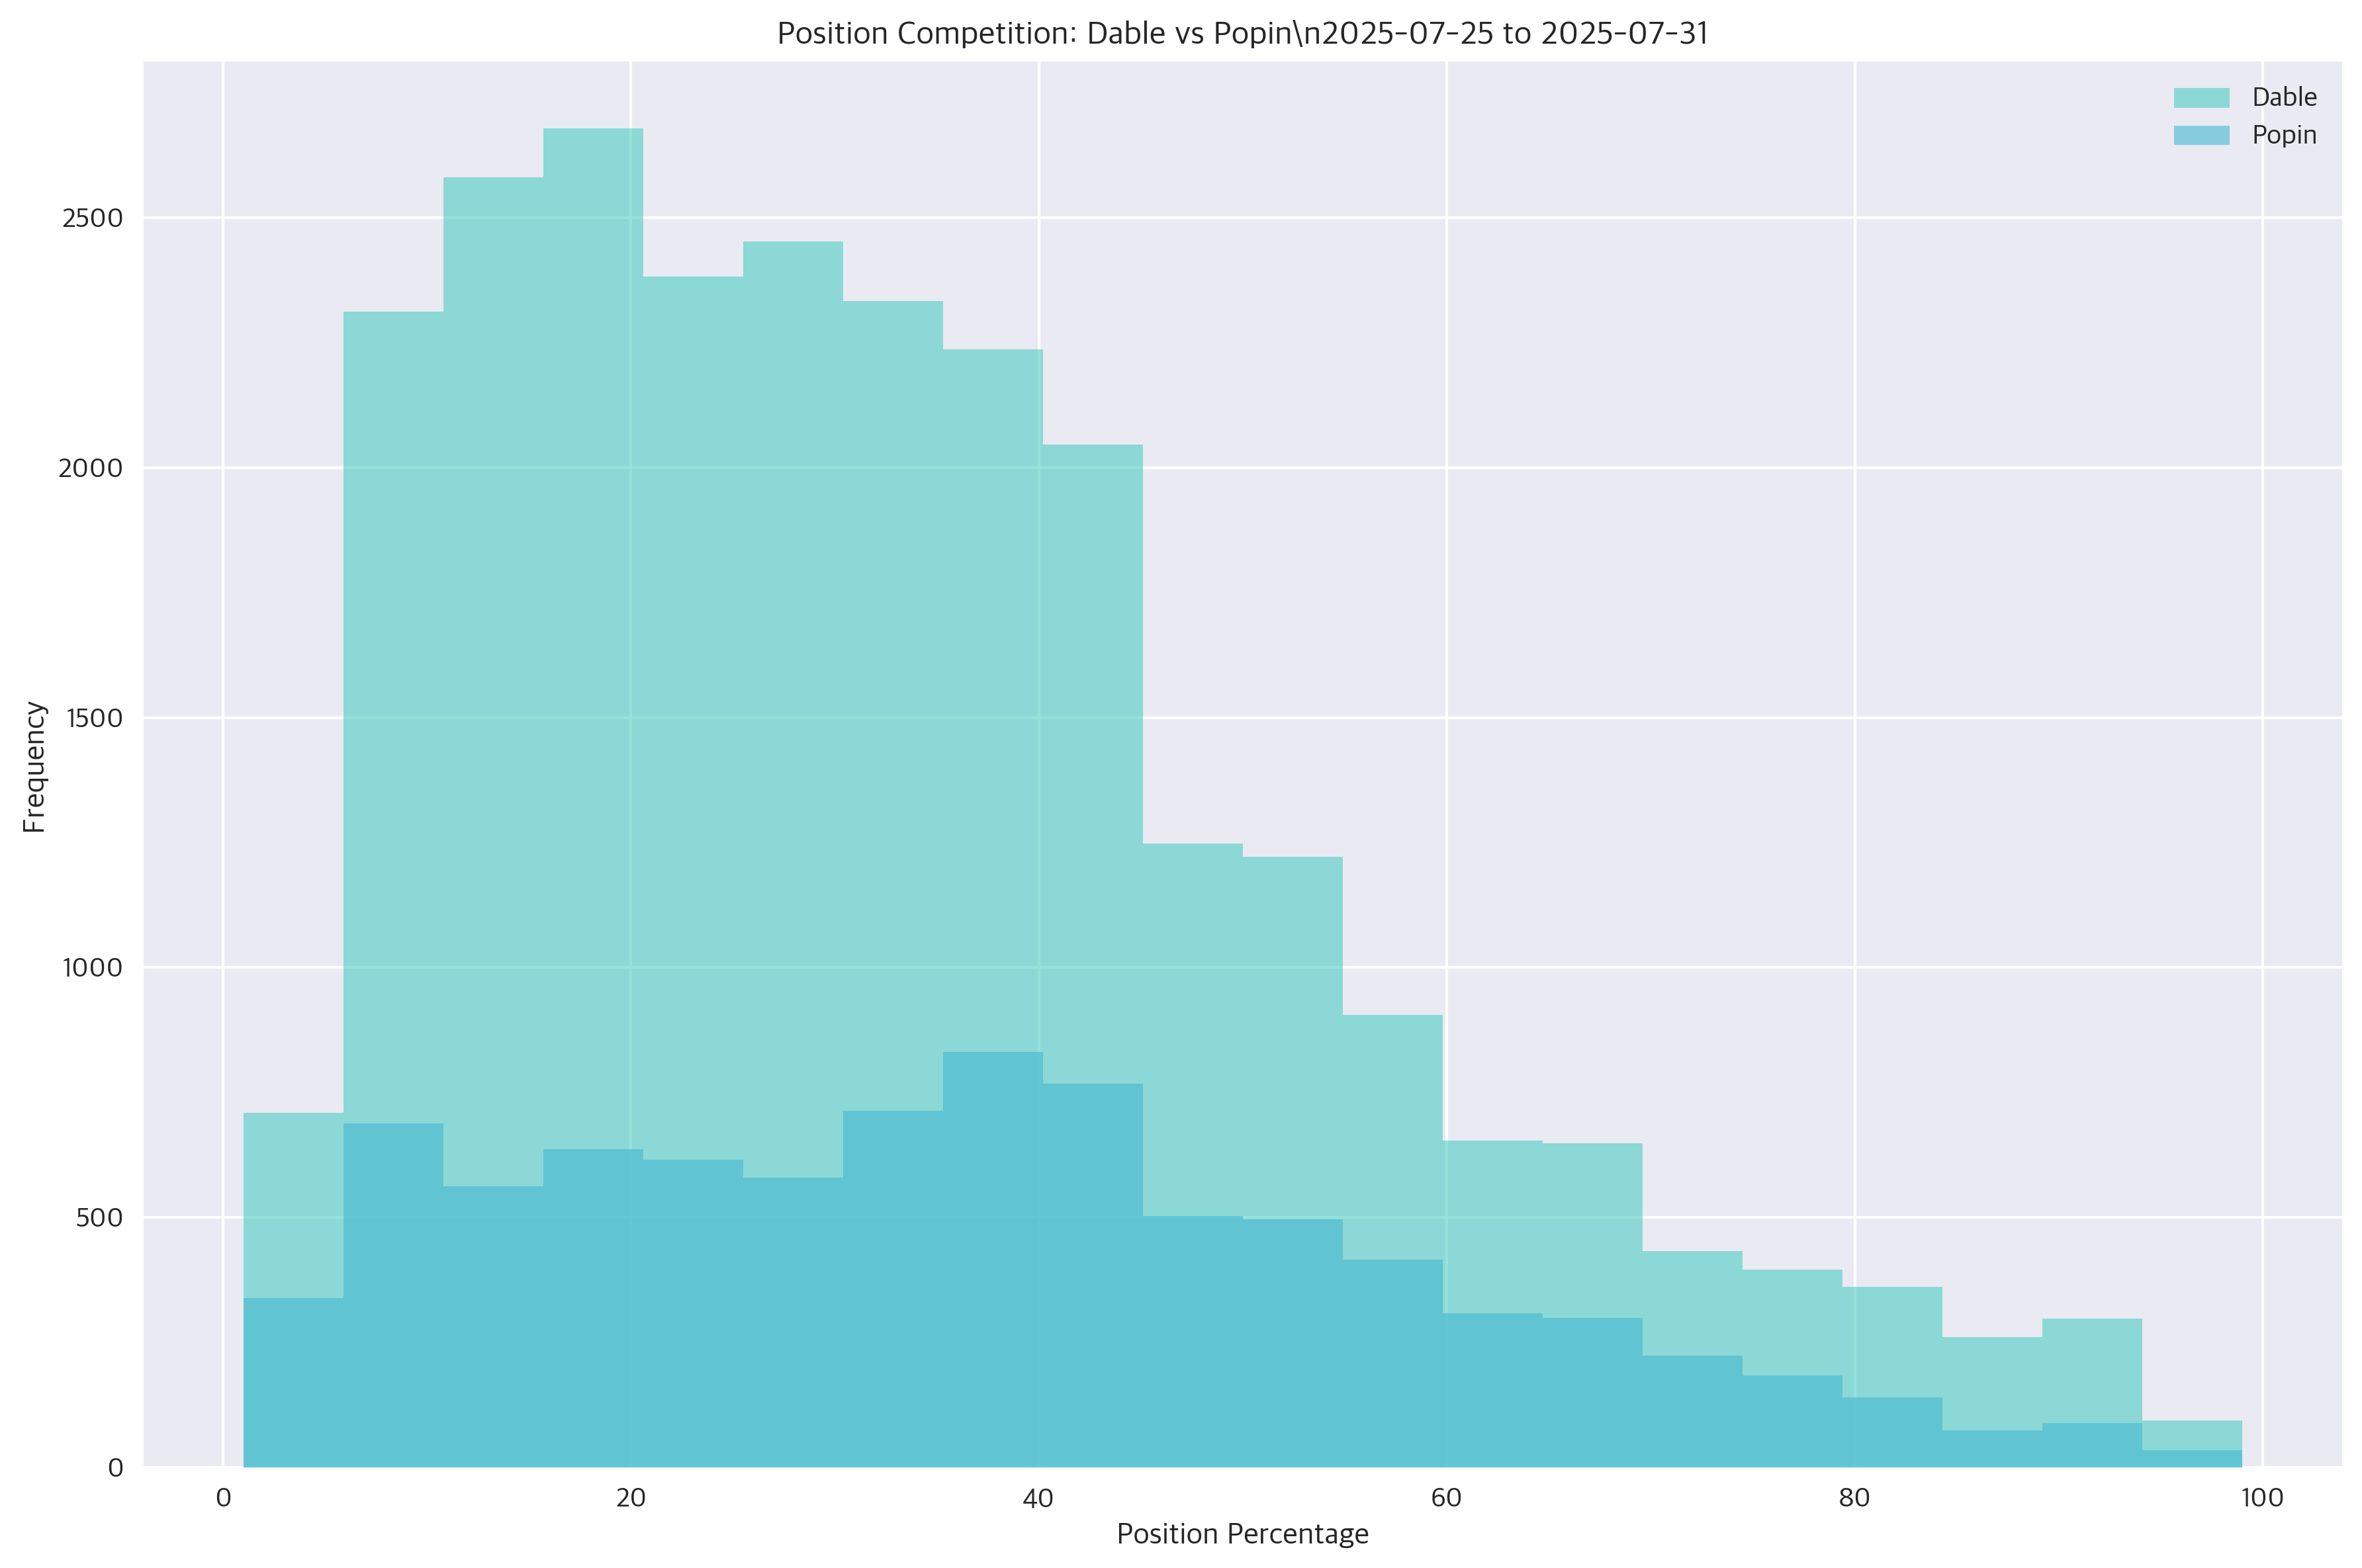 Position Competition: Dable vs Popin\n2025-07-25 to 2025-07-31
Dable
Popin
Frequency
2500
2000
1500
1000
500
0
0 20 40 60 80 100
Position Percentage